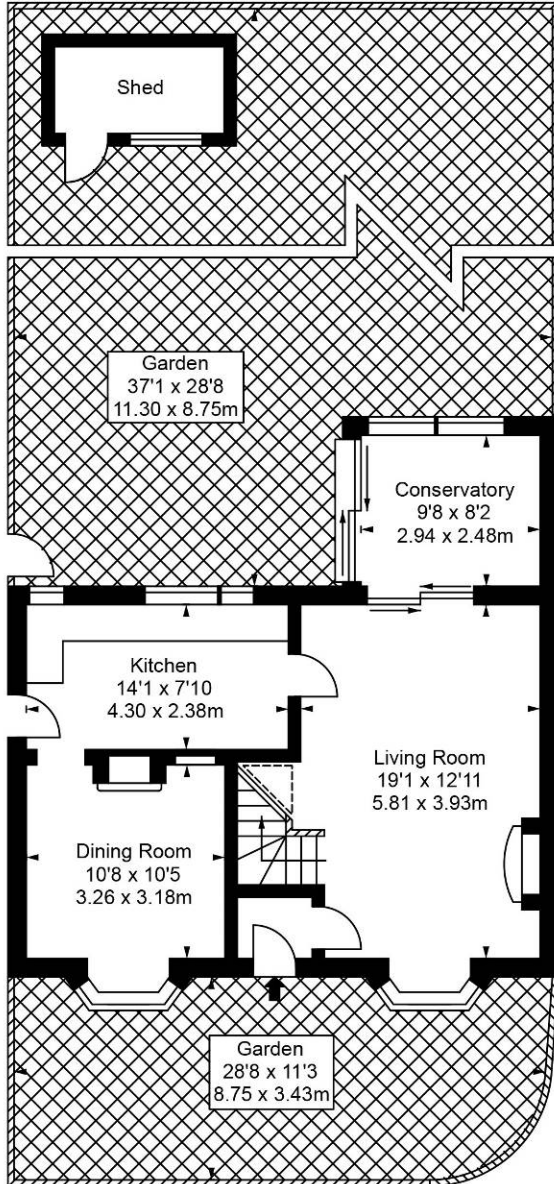 Shed
Garden
37'1 x 28'8
11.30 x 8.75m
Conservatory
9'8 x 8'2
2.94 x 2.48m
Kitchen
14'1 x 7'10
4.30 x 2.38m
Living Room
19'1 x 12'11
5.81 x 3.93m
Dining Room
10'8 x 10'5
3.26 x 3.18m
Garden
28'8 x 11'3
8.75 x 3.43m